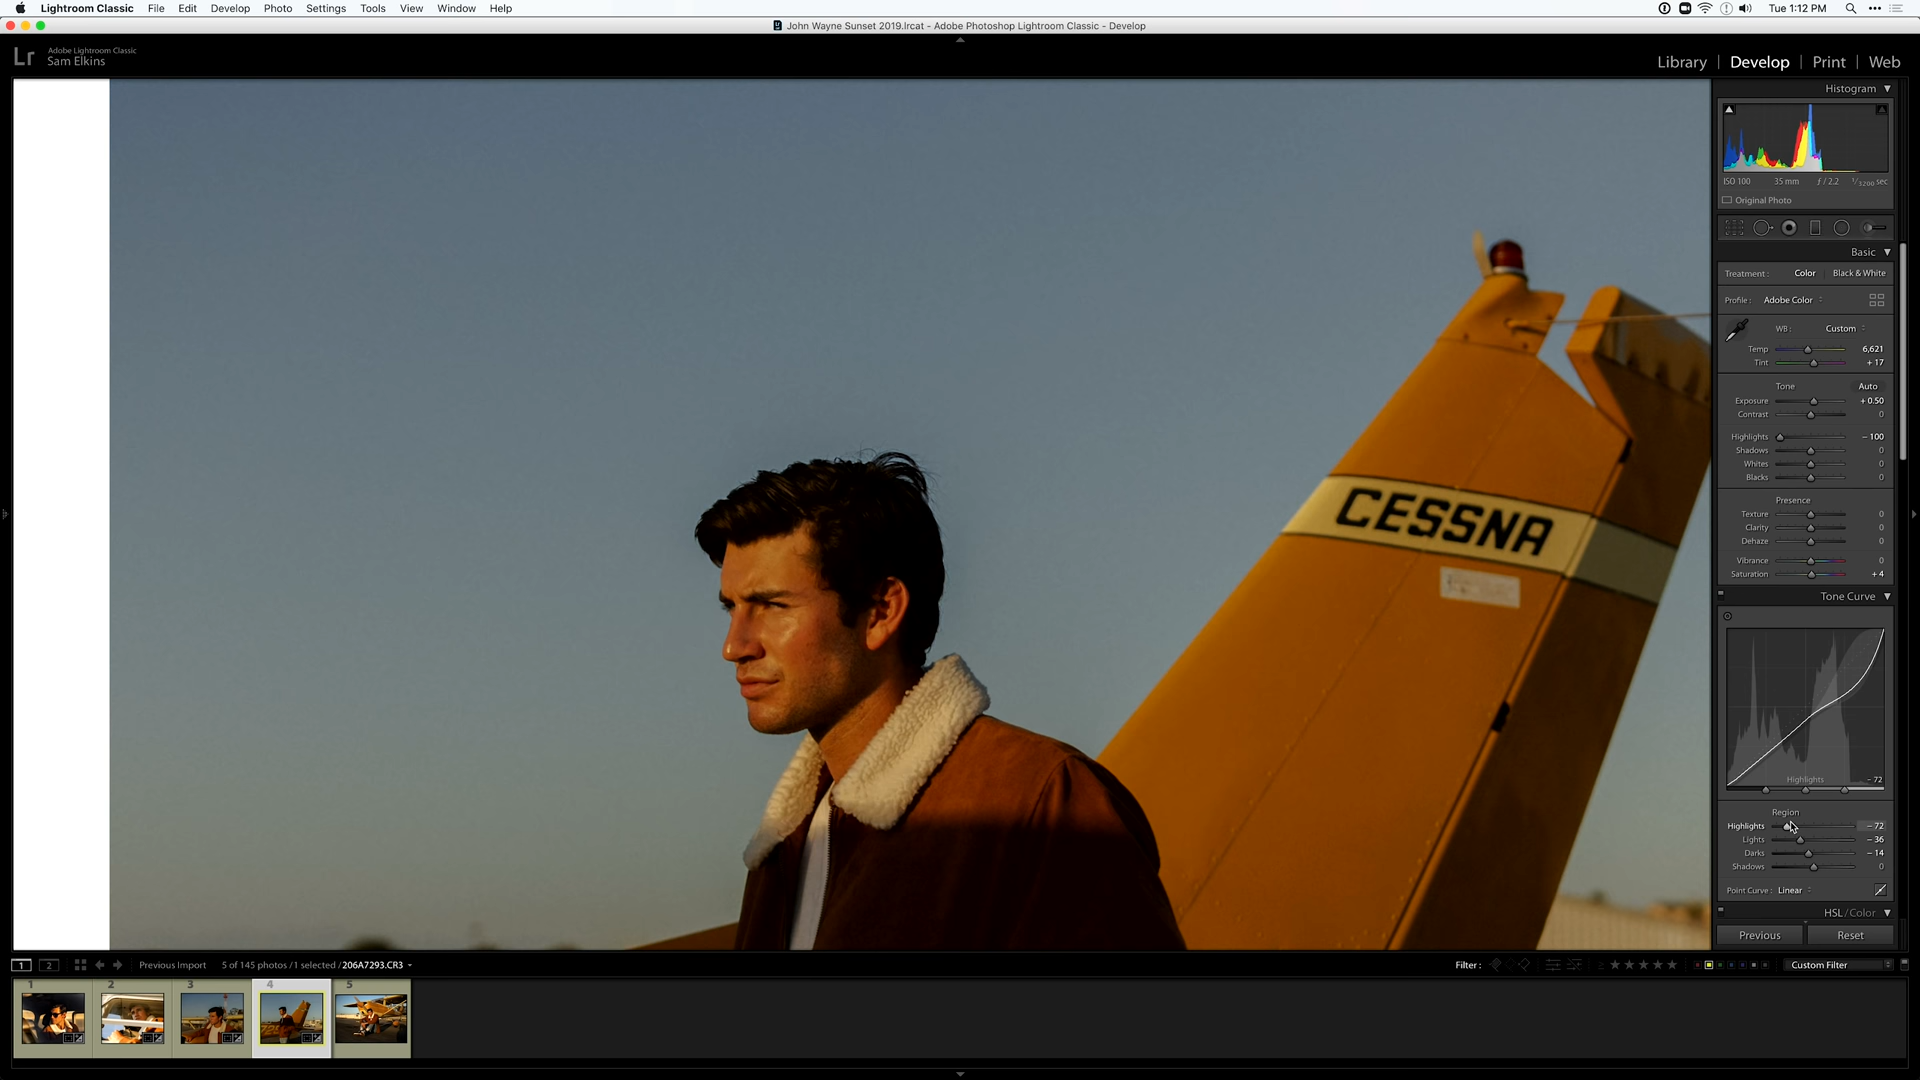 Lightroom Classic File Edit Develop Photo Settings Tools View Window Help Tue 1:12 PM
John Wayne Sunset 2019.lrcat - Adobe Photoshop Lightroom Classic - Develop
Lr Adobe Lightroom Classic
Sam Elkins
Library | Develop | Print | Web
Histogram
ISO 100 35 mm ƒ / 2.2 1/3200 sec
Original Photo
Basic
Treatment : Color Black & White
Profile : Adobe Color
WB : Custom
Temp 6,621
Tint + 17
Tone Auto
Exposure + 0.50
Contrast 0
Highlights − 100
Shadows 0
Whites 0
Blacks 0
Presence
Texture 0
Clarity 0
Dehaze 0
Vibrance 0
Saturation + 4
Tone Curve
Highlights − 72
Region
Highlights − 72
Lights − 36
Darks − 14
Shadows 0
Point Curve : Linear
HSL / Color
Previous Reset
CESSNA
1 2 Previous Import 5 of 145 photos / 1 selected / 206A7293.CR3 Filter : Custom Filter
1 2 3 4 5